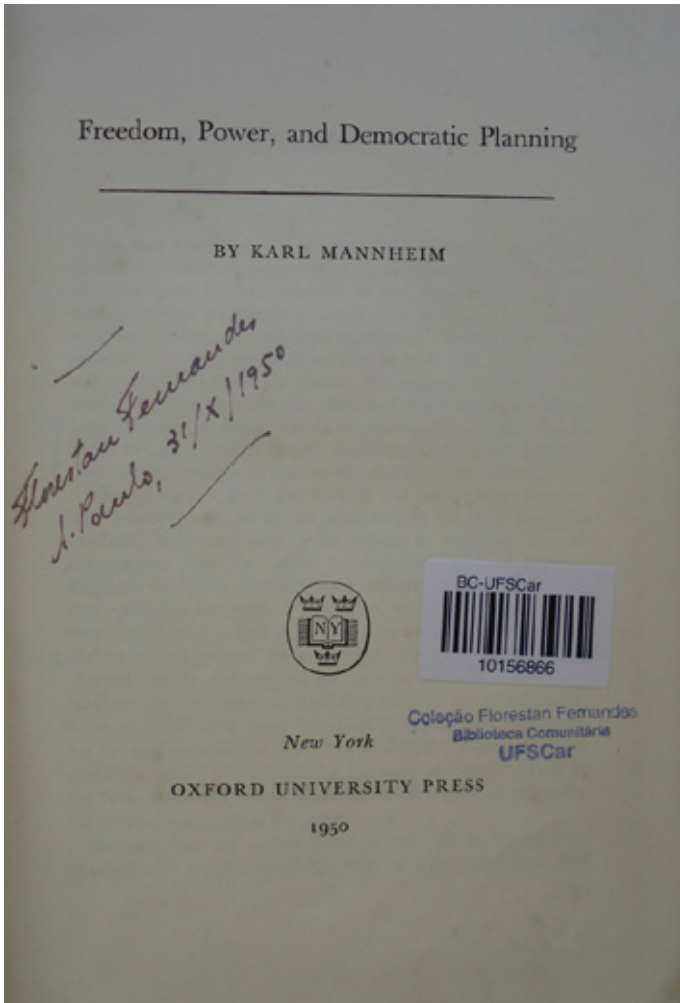 Freedom, Power, and Democratic Planning
BY KARL MANNHEIM
Florestan Fernandes
S. Paulo, 31/X/1950
BC-UFSCar
10156866
N Y
Coleção Florestan Fernandes
Biblioteca Comunitária
UFSCar
New York
OXFORD UNIVERSITY PRESS
1950